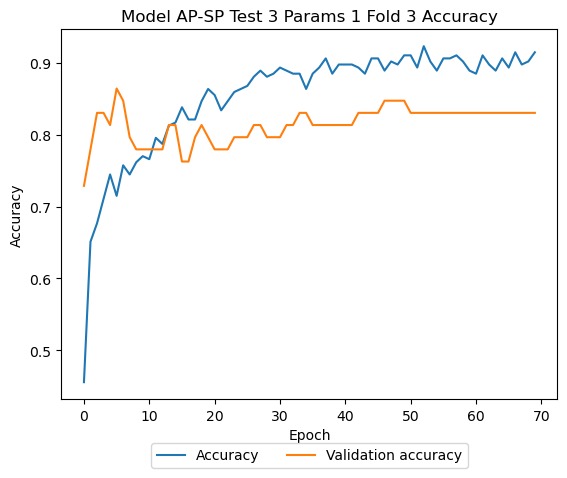 Model AP-SP Test 3 Params 1 Fold 3 Accuracy
0.9
0.8
0.7
0.6
0.5
Accuracy
0 10 20 30 40 50 60 70
Epoch
Accuracy Validation accuracy